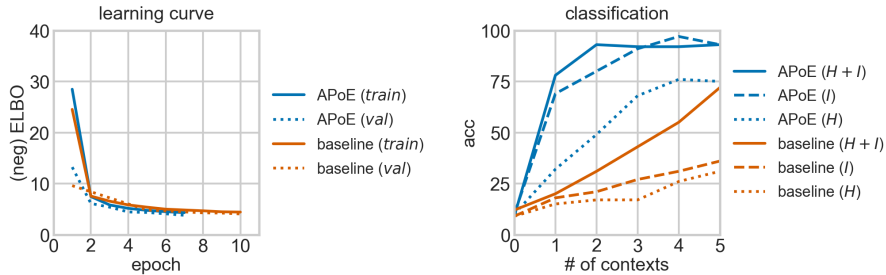 learning curve
40
30
20
10
0
(neg) ELBO
0 2 4 6 8 10
epoch
APoE (train)
APoE (val)
baseline (train)
baseline (val)
classification
100
75
50
25
0
acc
0 1 2 3 4 5
# of contexts
APoE (H + I)
APoE (I)
APoE (H)
baseline (H + I)
baseline (I)
baseline (H)